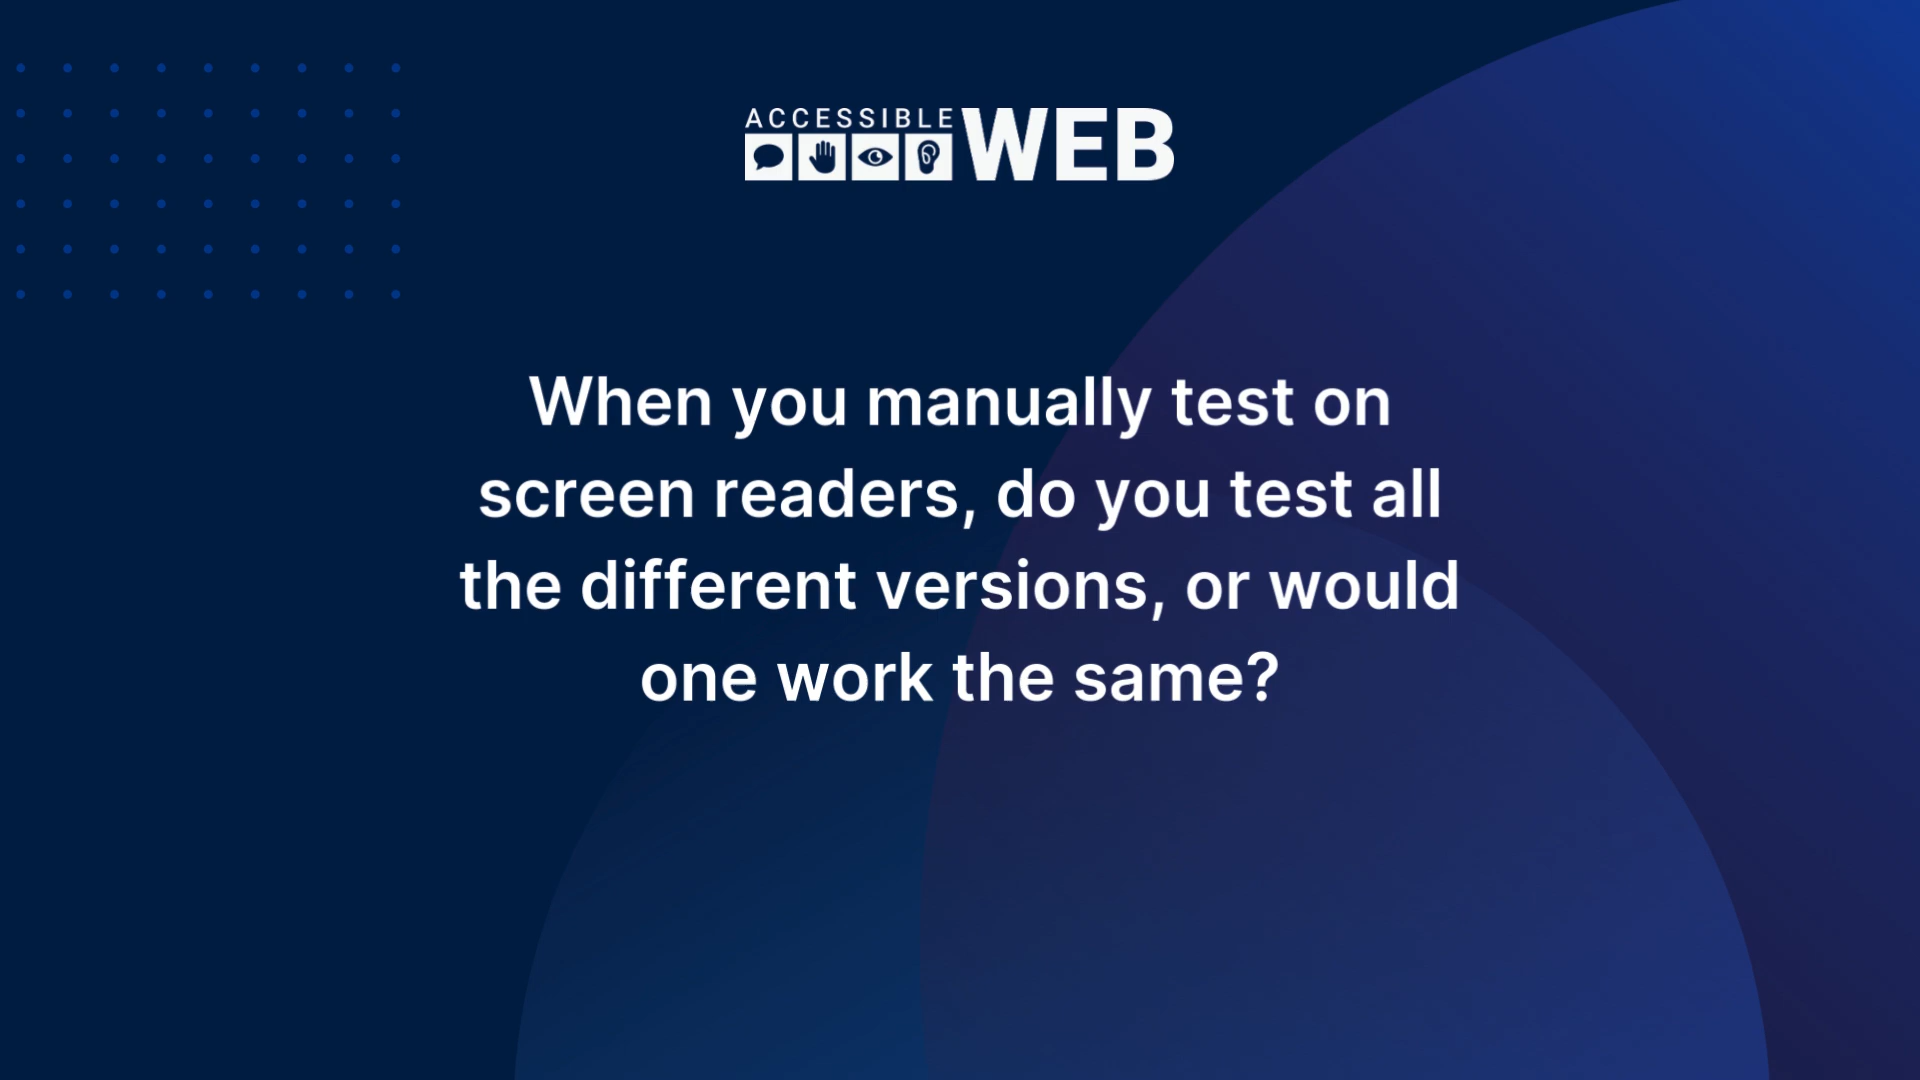 ACCESSIBLE WEB
When you manually test on
screen readers, do you test all
the different versions, or would
one work the same?